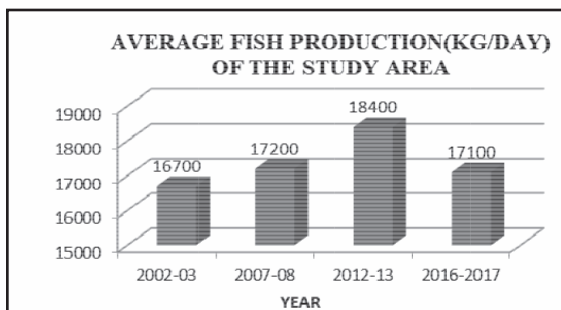 AVERAGE FISH PRODUCTION(KG/DAY)
OF THE STUDY AREA
19000
18000
17000
16000
15000
16700
17200
18400
17100
2002-03 2007-08 2012-13 2016-2017
YEAR